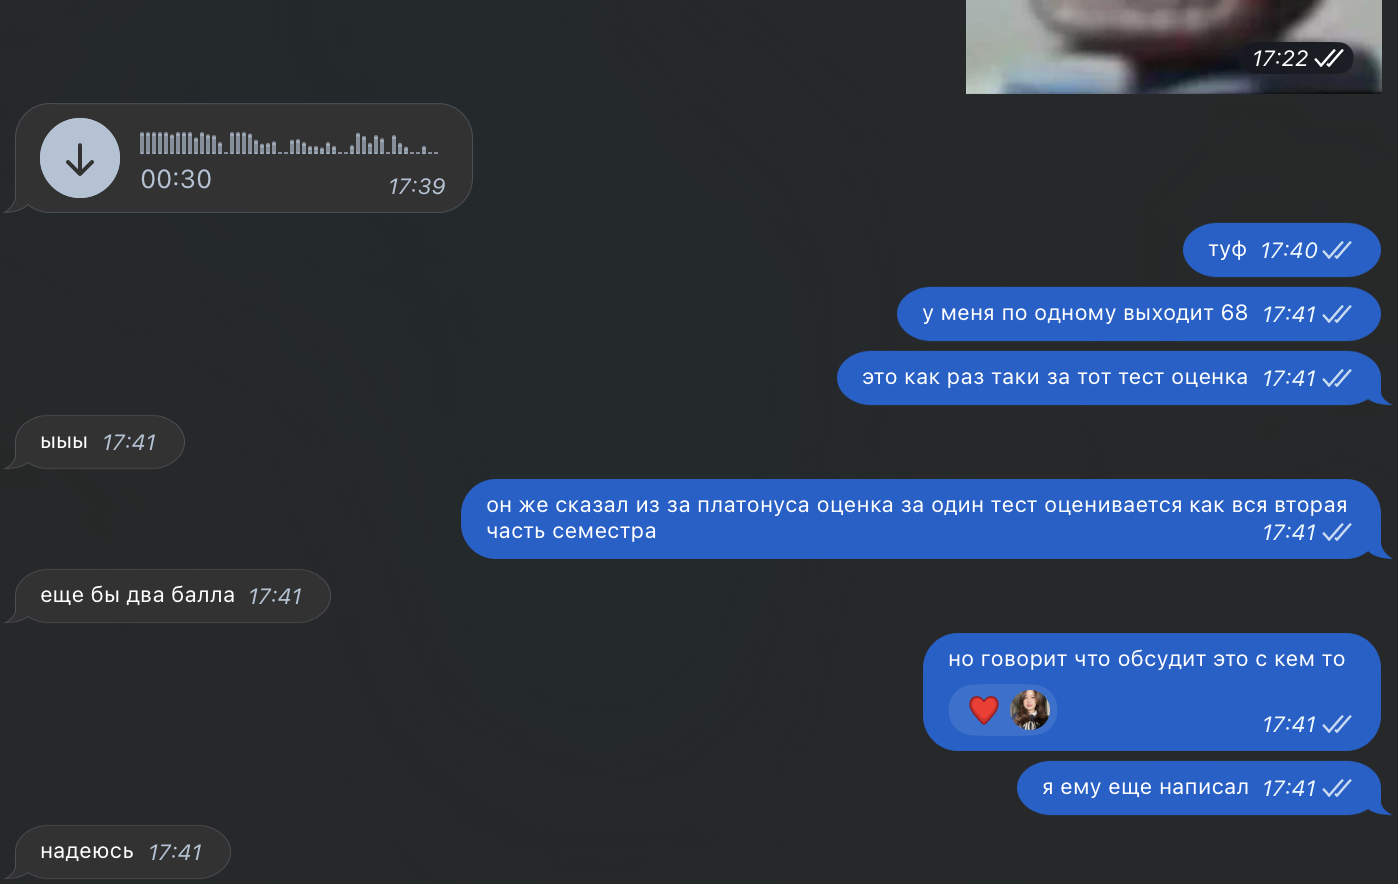 17:22
00:30
17:39
туф 17:40
у меня по одному выходит 68 17:41
это как раз таки за тот тест оценка 17:41
ыыы 17:41
он же сказал из за платонуса оценка за один тест оценивается как вся вторая
часть семестра 17:41
еще бы два балла 17:41
но говорит что обсудит это с кем то
17:41
я ему еще написал 17:41
надеюсь 17:41